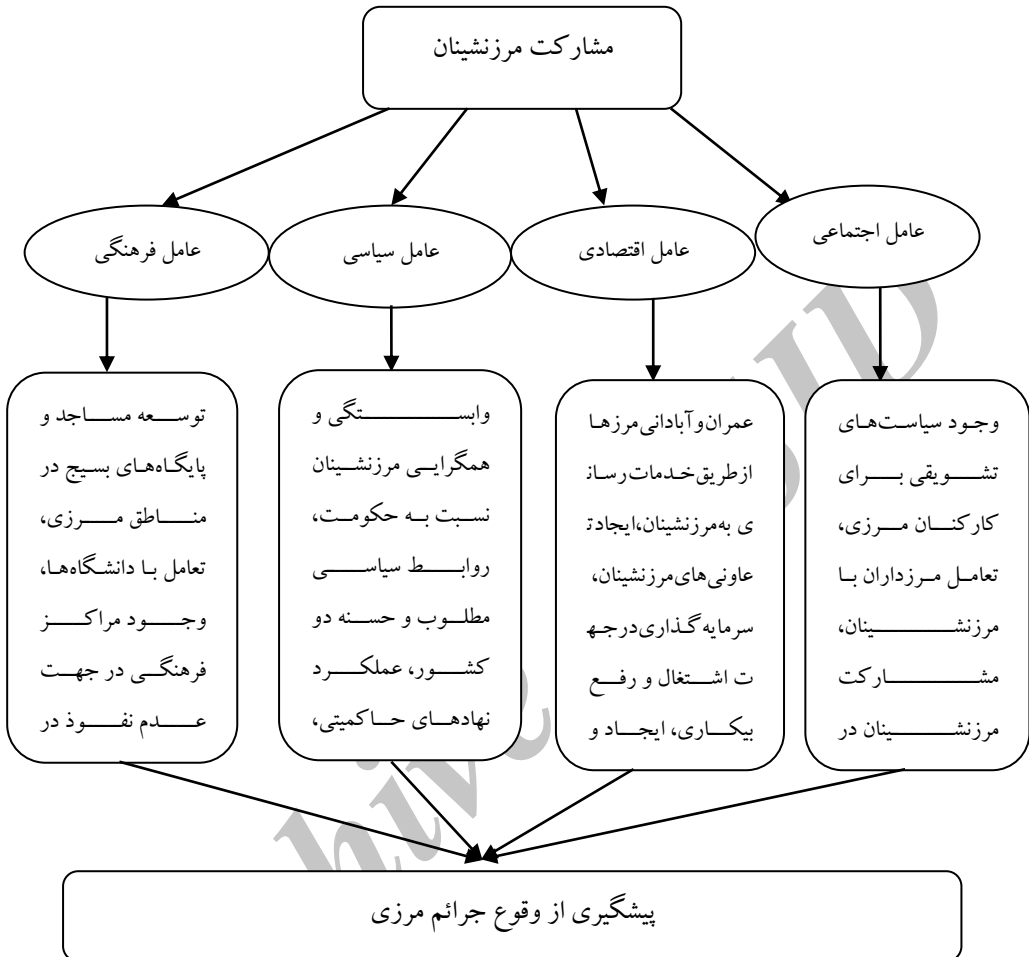 مشارکت مرزنشینان
عامل اجتماعی
عامل اقتصادی
عامل سیاسی
عامل فرهنگی
وجود سیاست‌های
تشویقی برای
کارکنان مرزی،
تعامل مرزداران با
مرزنشینان،
مشارکت
مرزنشینان در
عمران‌وآبادانی‌مرزها
ازطریق‌خدمات‌رسان
ی به‌مرزنشینان،ایجادت
عاونی‌های‌مرزنشینان،
سرمایه‌گذاری‌درجه
ت اشتغال و رفع
بیکاری، ایجاد و
وابستگی و
همگرایی مرزنشینان
نسبت به حکومت،
روابط سیاسی
مطلوب و حسنه دو
کشور، عملکرد
نهادهای حاکمیتی،
توسعه مساجد و
پایگاه‌های بسیج در
مناطق مرزی،
تعامل با دانشگاه‌ها،
وجود مراکز
فرهنگی در جهت
عدم نفوذ در
پیشگیری از وقوع جرائم مرزی